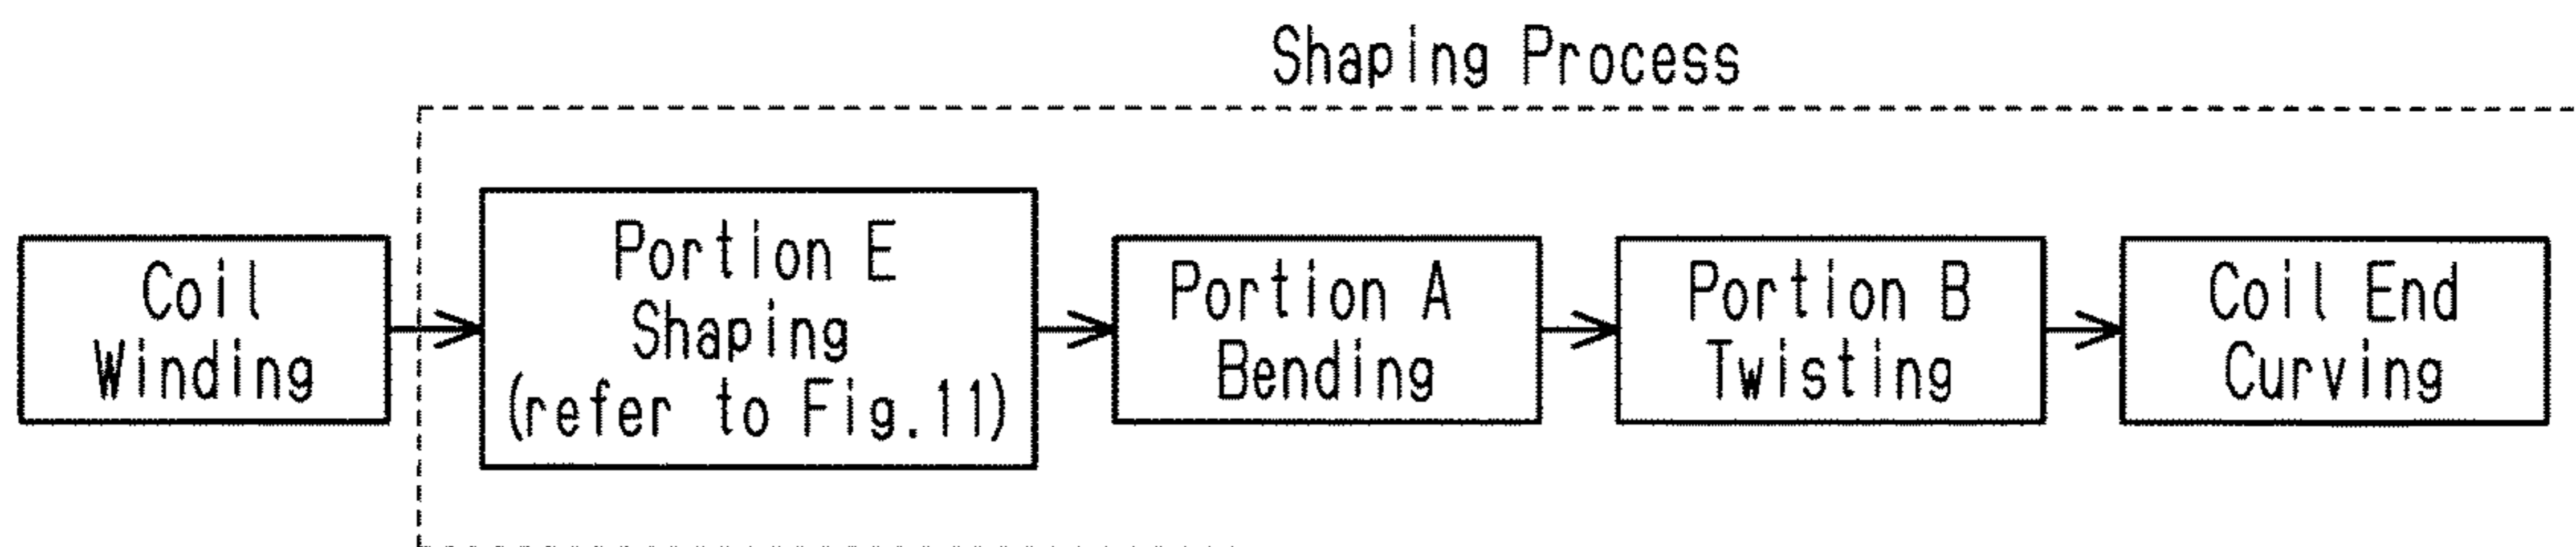 Shaping Process
Coil
Winding
Portion E
Shaping
(refer to Fig.11)
Portion A
Bending
Portion B
Twisting
Coil End
Curving